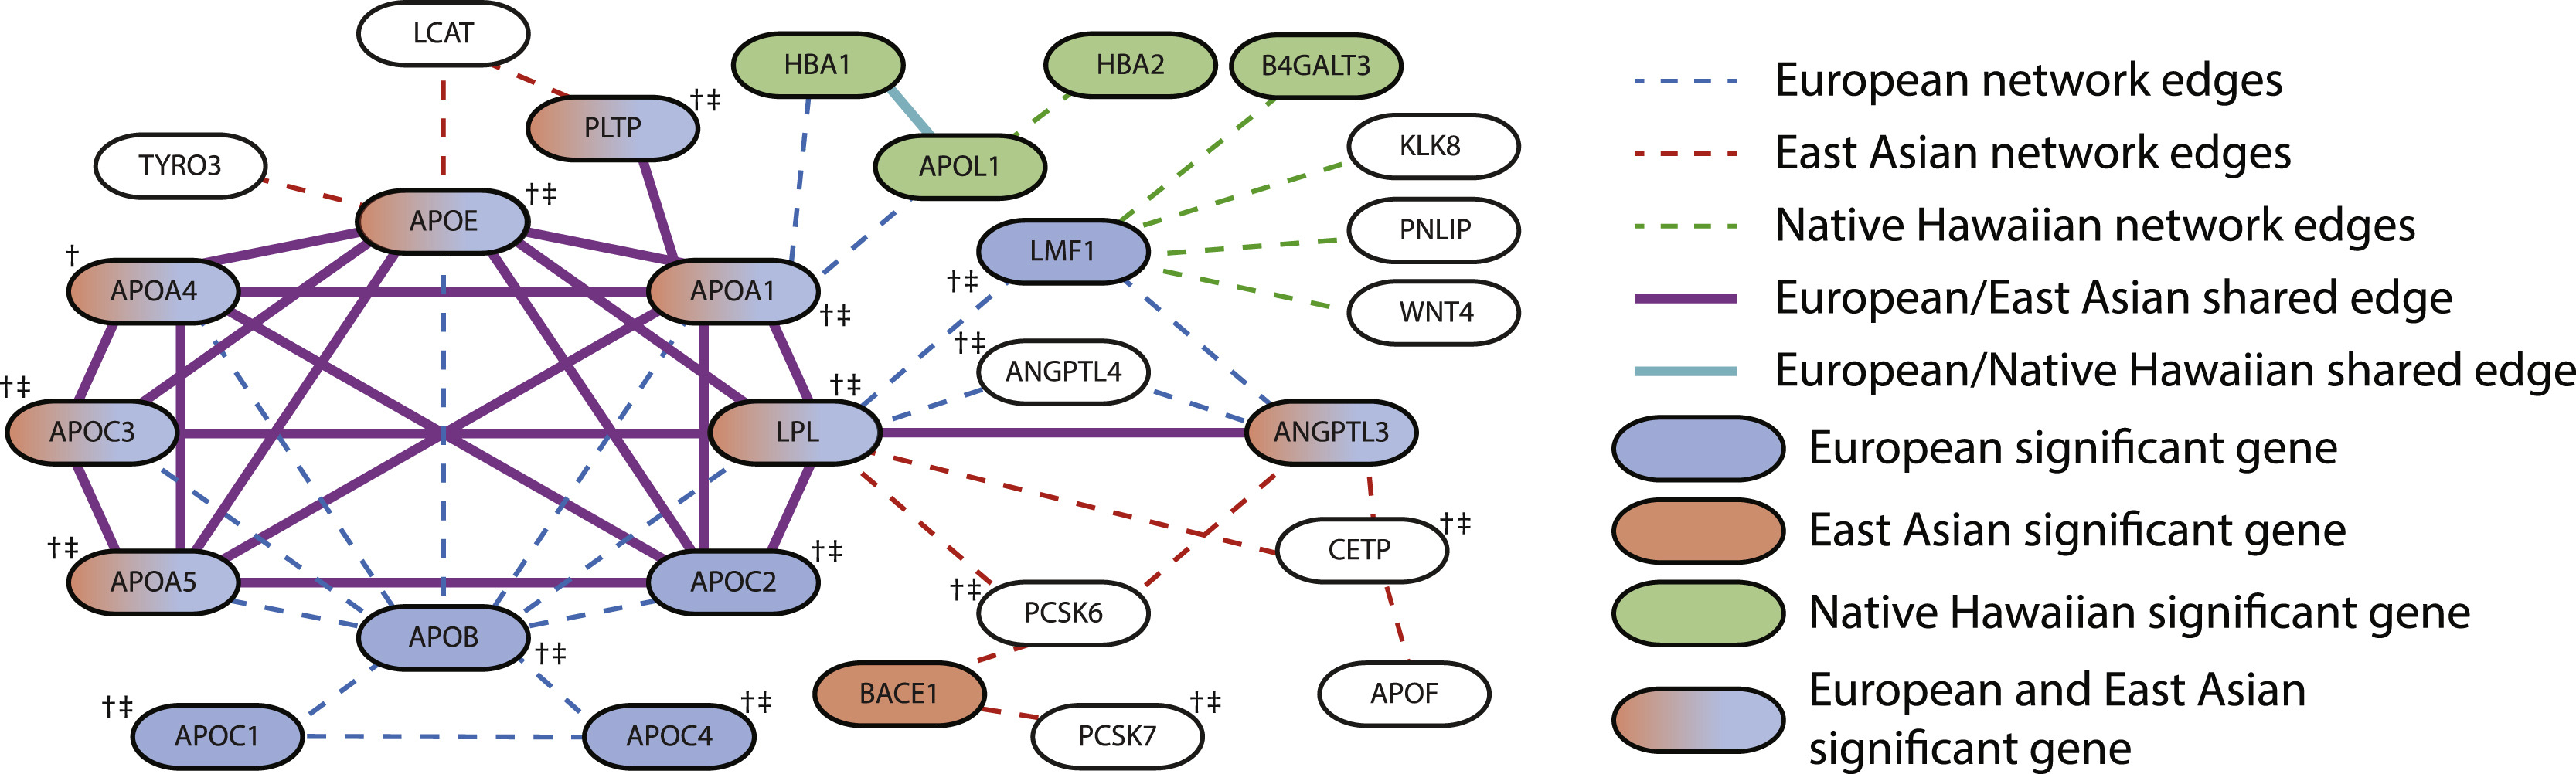 LCAT
HBA1
HBA2
B4GALT3
PLTP
†‡
TYRO3
APOL1
KLK8
APOE
†‡
LMF1
†‡
PNLIP
†
APOA4
APOA1
†‡
WNT4
†‡
ANGPTL4
†‡
APOC3
†‡
LPL
ANGPTL3
†‡
APOA5
APOC2
†‡
CETP
†‡
†‡
PCSK6
APOB
†‡
BACE1
APOF
†‡
APOC1
APOC4
†‡
PCSK7
†‡
European network edges
East Asian network edges
Native Hawaiian network edges
European/East Asian shared edge
European/Native Hawaiian shared edge
European significant gene
East Asian significant gene
Native Hawaiian significant gene
European and East Asian
significant gene